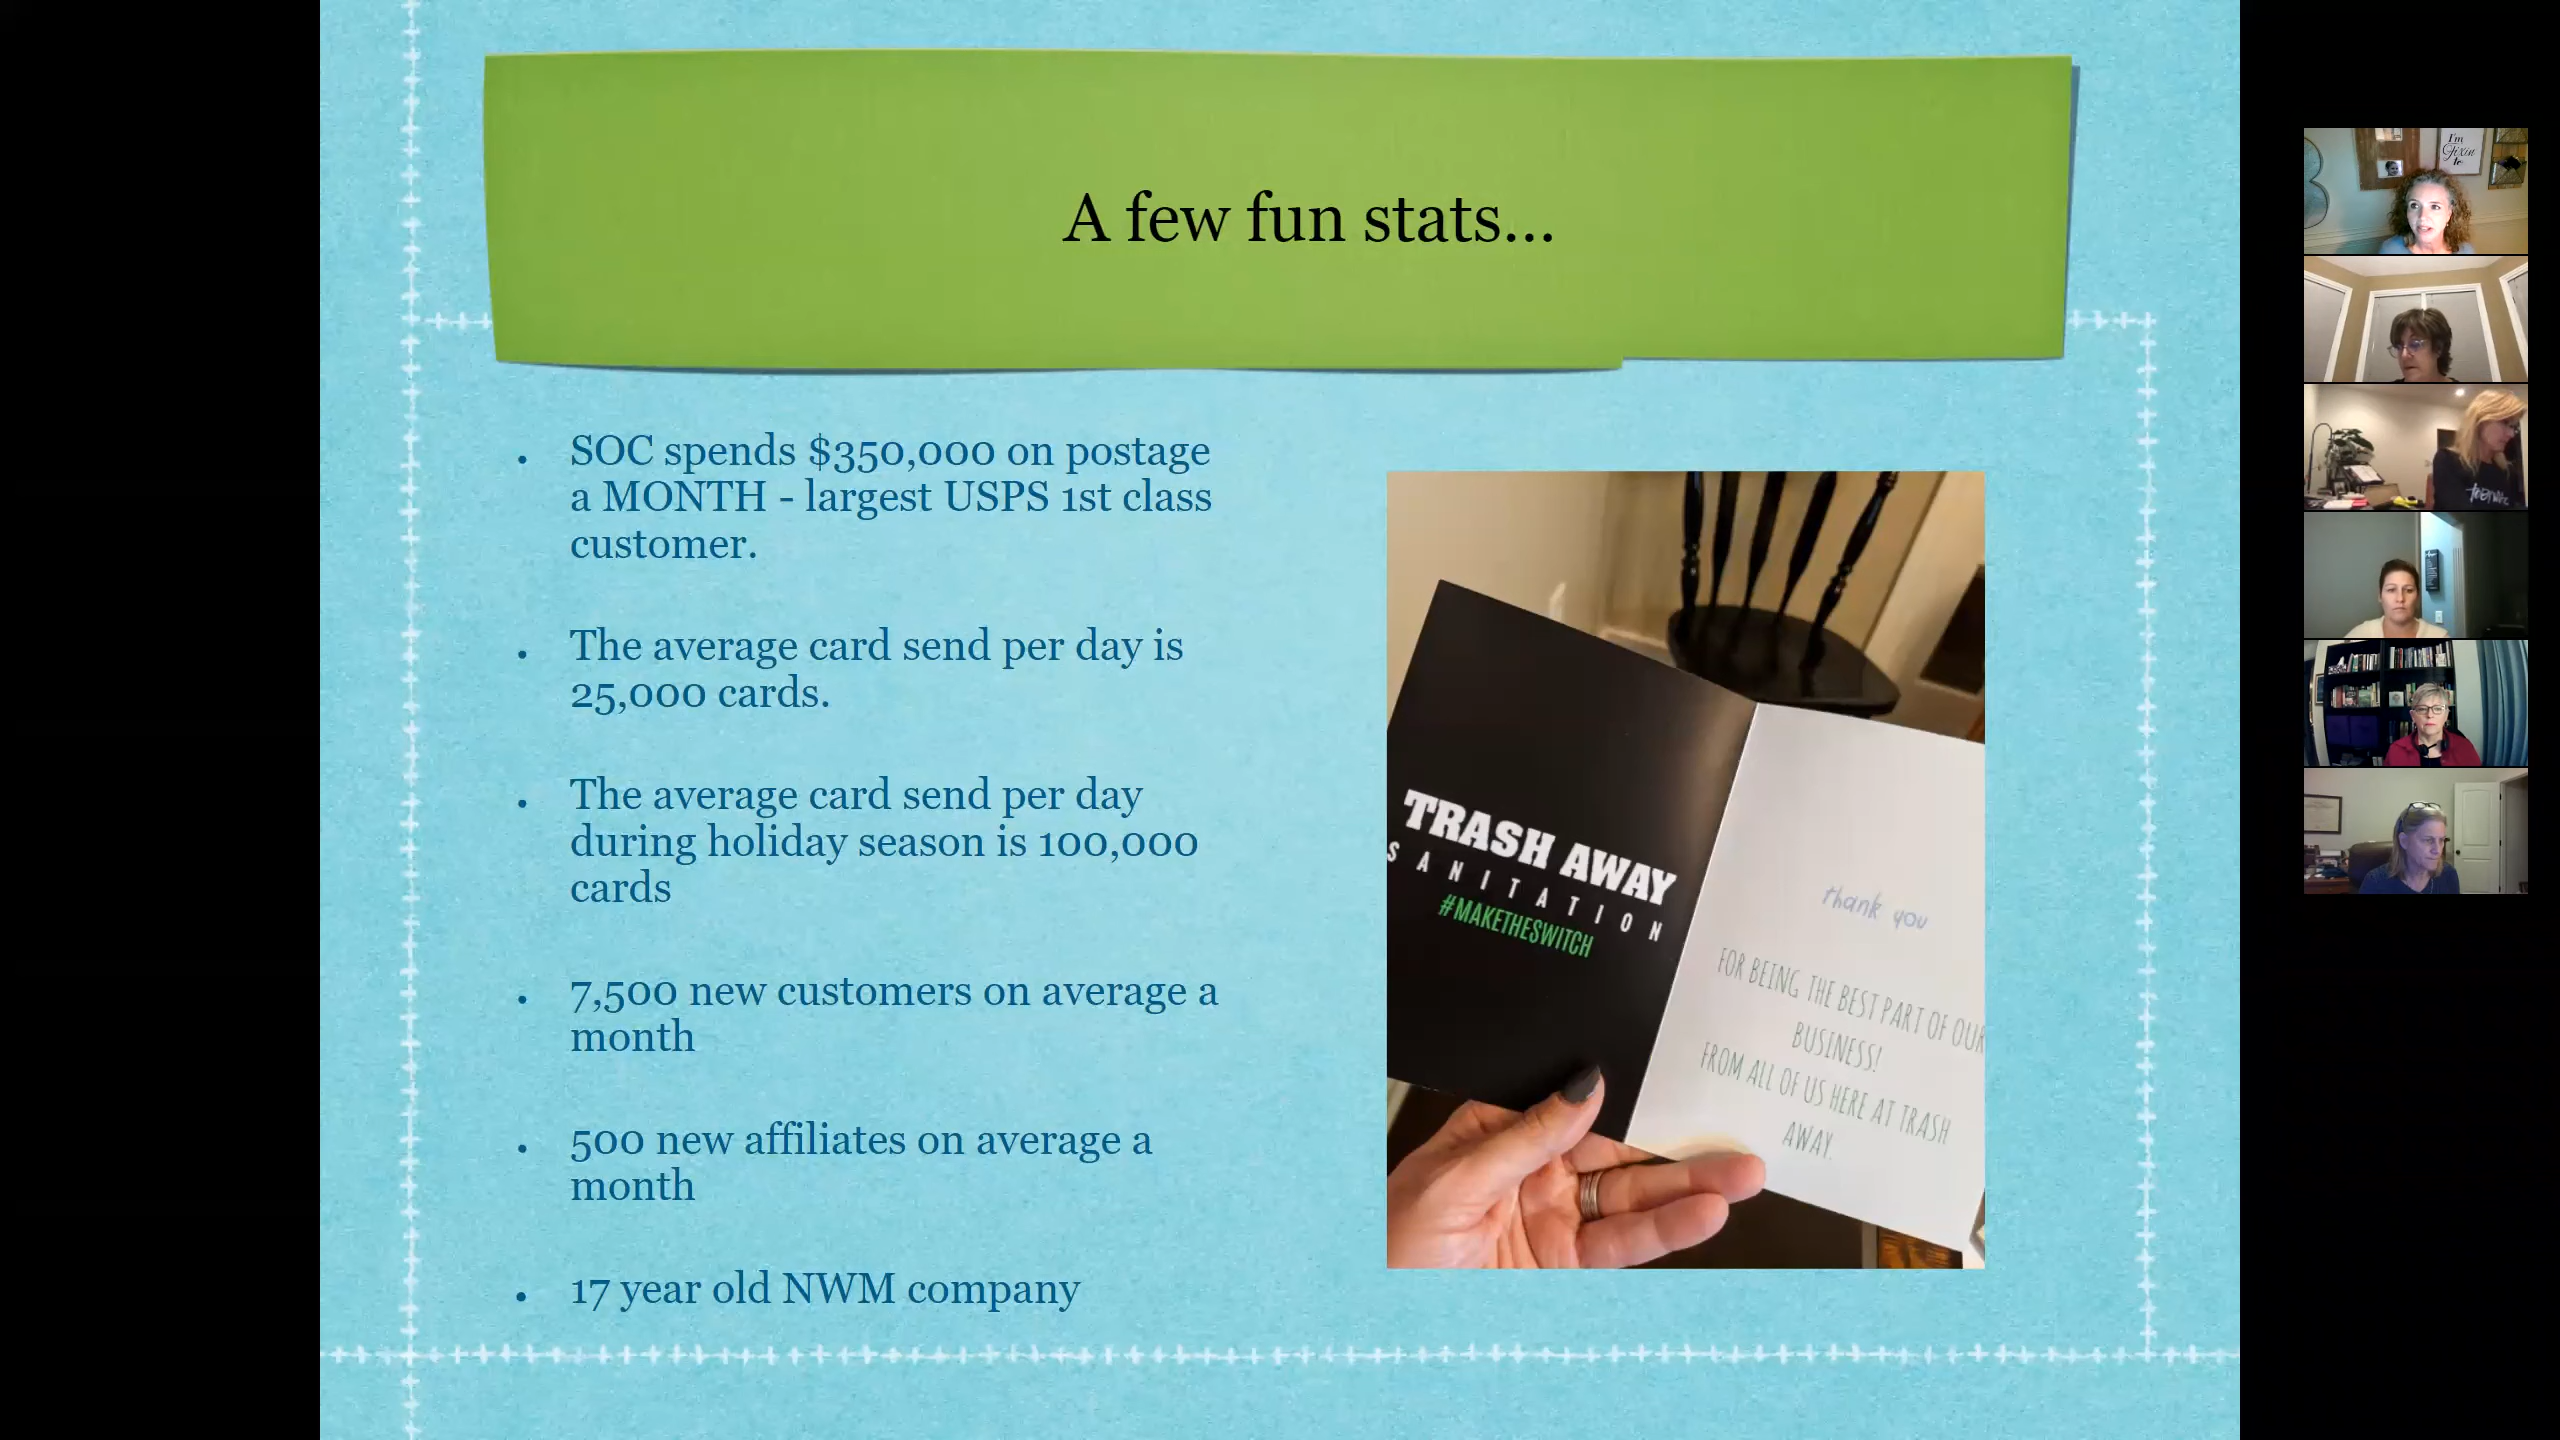 A few fun stats...
. SOC spends $350,000 on postage
a MONTH - largest USPS 1st class
customer.
. The average card send per day is
25,000 cards.
. The average card send per day
during holiday season is 100,000
cards
. 7,500 new customers on average a
month
. 500 new affiliates on average a
month
. 17 year old NWM company
TRASH AWAY
SANITATION
#MAKETHESWITCH
thank you
FOR BEING THE BEST PART OF OUR
BUSINESS!
FROM ALL OF US HERE AT TRASH
AWAY.
I'm
Fixin
to